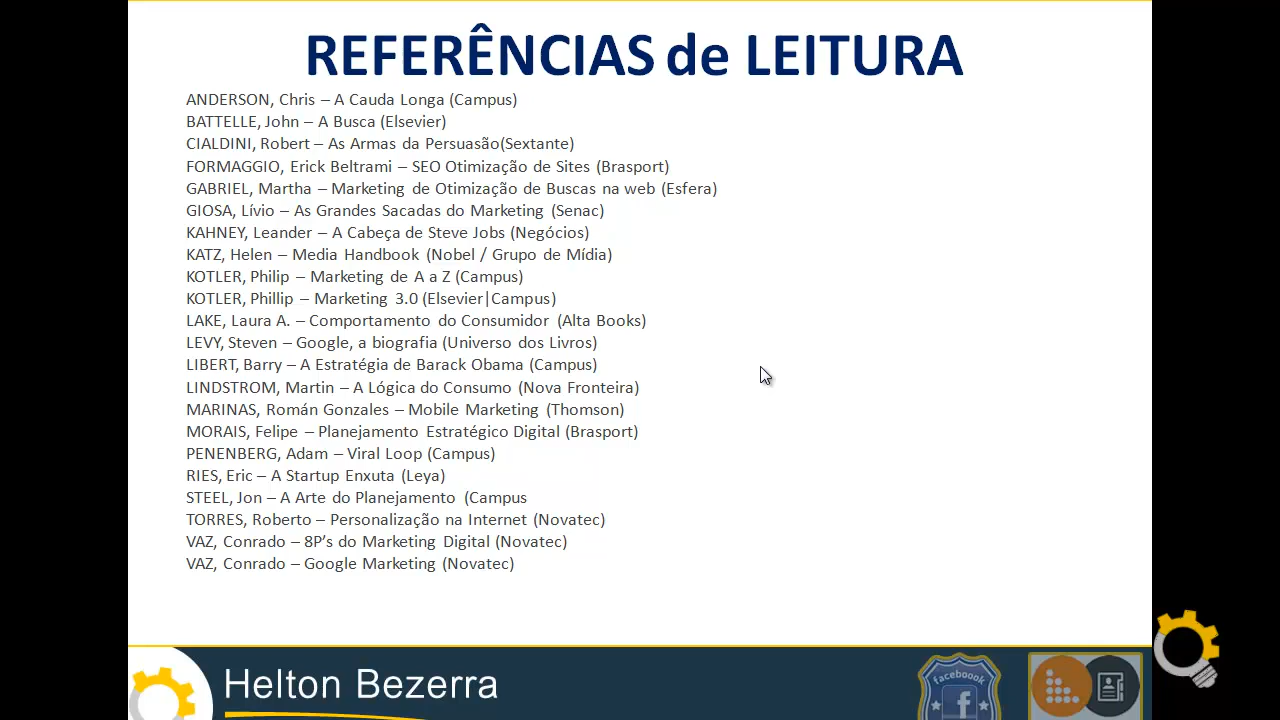 REFERÊNCIAS de LEITURA
ANDERSON, Chris – A Cauda Longa (Campus)
BATTELLE, John – A Busca (Elsevier)
CIALDINI, Robert – As Armas da Persuasão(Sextante)
FORMAGGIO, Erick Beltrami – SEO Otimização de Sites (Brasport)
GABRIEL, Martha – Marketing de Otimização de Buscas na web (Esfera)
GIOSA, Lívio – As Grandes Sacadas do Marketing (Senac)
KAHNEY, Leander – A Cabeça de Steve Jobs (Negócios)
KATZ, Helen – Media Handbook (Nobel / Grupo de Mídia)
KOTLER, Philip – Marketing de A a Z (Campus)
KOTLER, Phillip – Marketing 3.0 (Elsevier|Campus)
LAKE, Laura A. – Comportamento do Consumidor (Alta Books)
LEVY, Steven – Google, a biografia (Universo dos Livros)
LIBERT, Barry – A Estratégia de Barack Obama (Campus)
LINDSTROM, Martin – A Lógica do Consumo (Nova Fronteira)
MARINAS, Román Gonzales – Mobile Marketing (Thomson)
MORAIS, Felipe – Planejamento Estratégico Digital (Brasport)
PENENBERG, Adam – Viral Loop (Campus)
RIES, Eric – A Startup Enxuta (Leya)
STEEL, Jon – A Arte do Planejamento (Campus
TORRES, Roberto – Personalização na Internet (Novatec)
VAZ, Conrado – 8P's do Marketing Digital (Novatec)
VAZ, Conrado – Google Marketing (Novatec)
Helton Bezerra
faceboook